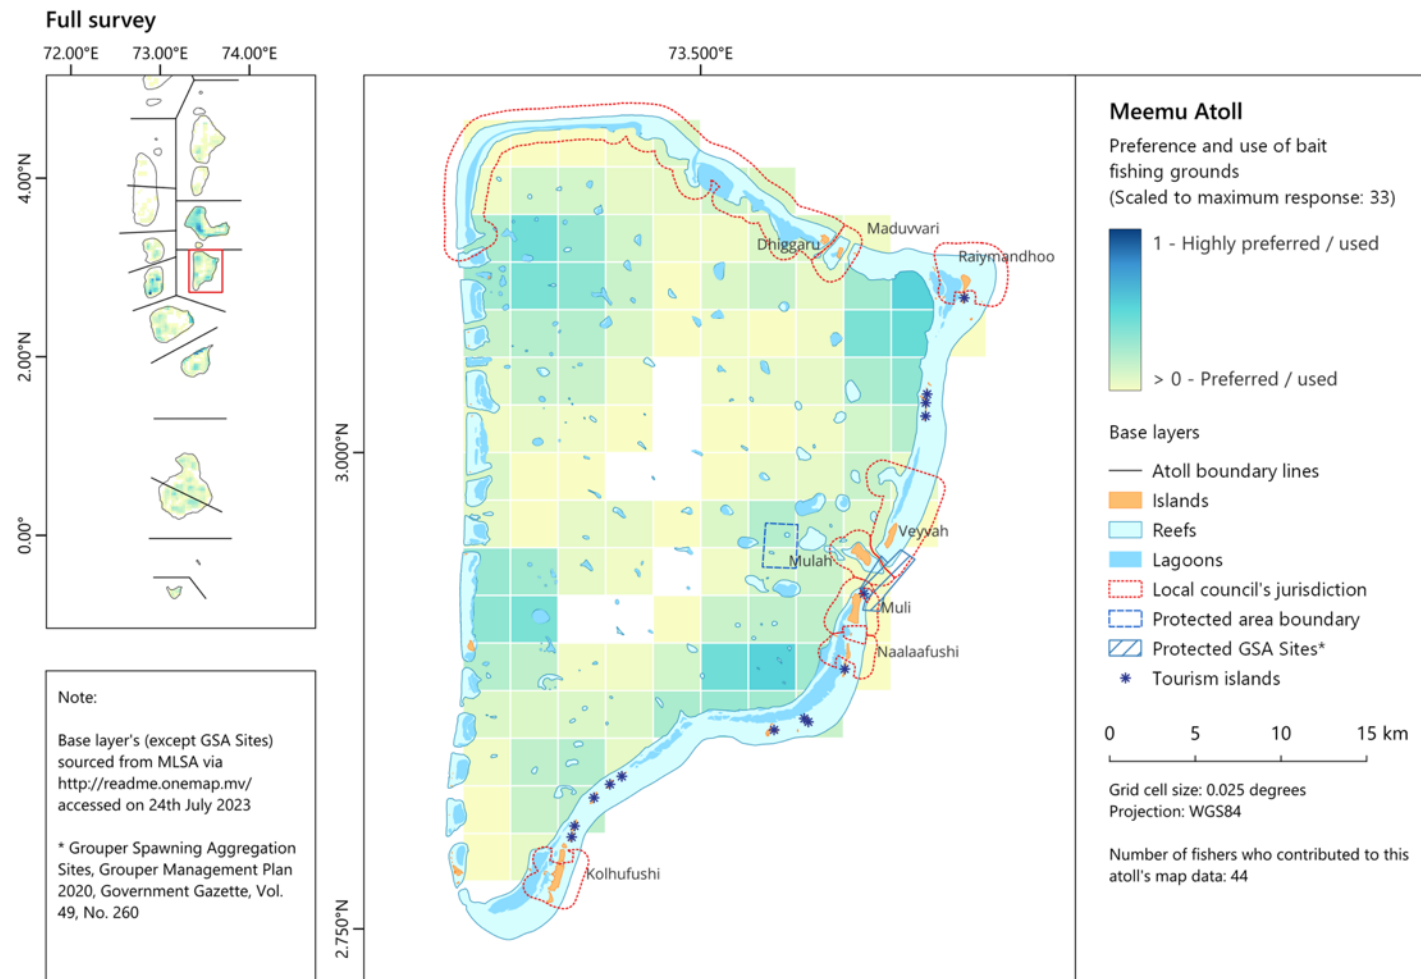 Full survey
72.00°E 73.00°E 74.00°E
73.500°E
4.00°N
2.00°N
0.00°
3.000°N
2.750°N
Note:
Base layer's (except GSA Sites)
sourced from MLSA via
http://readme.onemap.mv/
accessed on 24th July 2023
* Grouper Spawning Aggregation
Sites, Grouper Management Plan
2020, Government Gazette, Vol.
49, No. 260
Maduvvari
Dhiggaru
Raiymandhoo
Veyvah
Mulah
Muli
Naalaafushi
Kolhufushi
Meemu Atoll
Preference and use of bait
fishing grounds
(Scaled to maximum response: 33)
1 - Highly preferred / used
> 0 - Preferred / used
Base layers
Atoll boundary lines
Islands
Reefs
Lagoons
Local council's jurisdiction
Protected area boundary
Protected GSA Sites*
Tourism islands
0 5 10 15 km
Grid cell size: 0.025 degrees
Projection: WGS84
Number of fishers who contributed to this
atoll's map data: 44